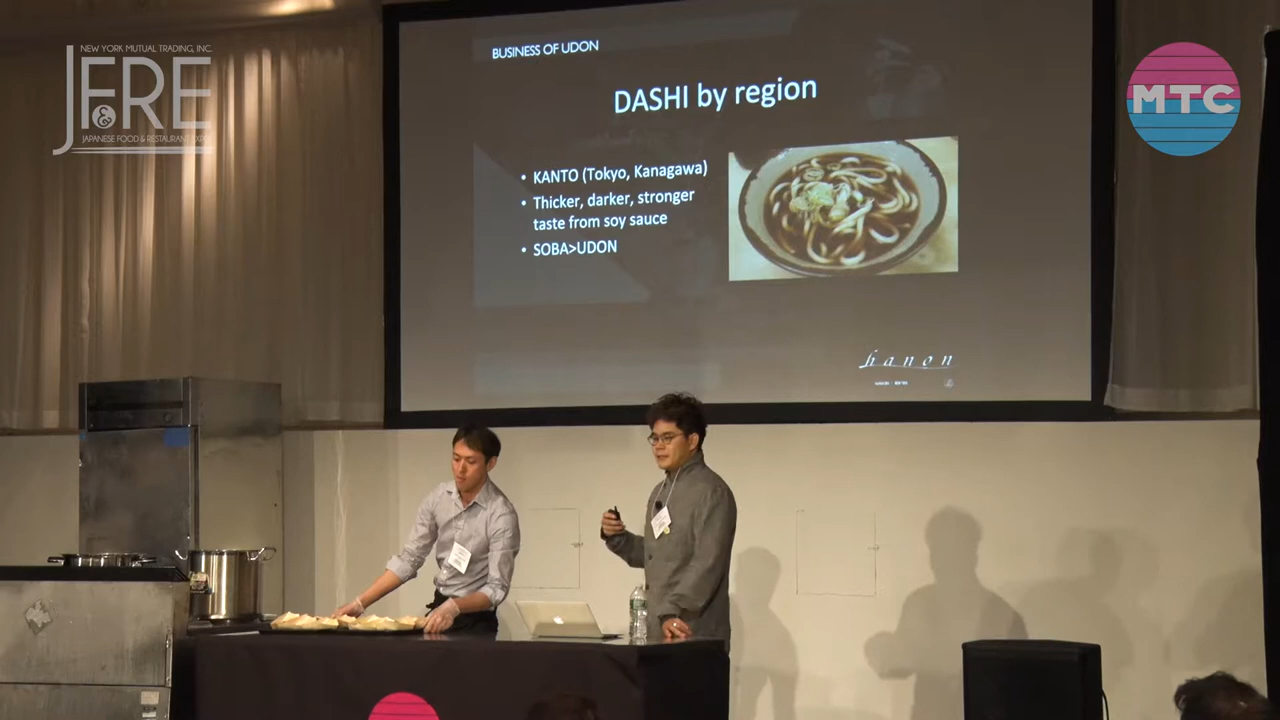 NEW YORK MUTUAL TRADING, INC.
JFRE
&
JAPANESE FOOD & RESTAURANT EXPO
MTC
BUSINESS OF UDON
DASHI by region
• KANTO (Tokyo, Kanagawa)
• Thicker, darker, stronger
taste from soy sauce
• SOBA>UDON
hanon